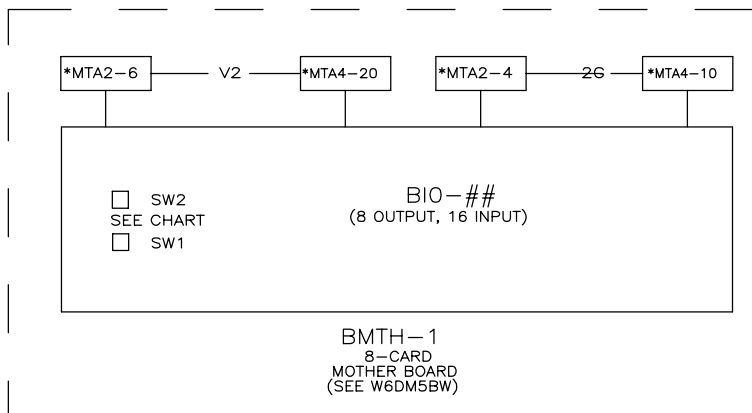 *MTA2-6 V2 *MTA4-20 *MTA2-4 2G *MTA4-10
SW2
SEE CHART
SW1
BIO-##
(8 OUTPUT, 16 INPUT)
BMTH-1
8-CARD
MOTHER BOARD
(SEE W6DM5BW)